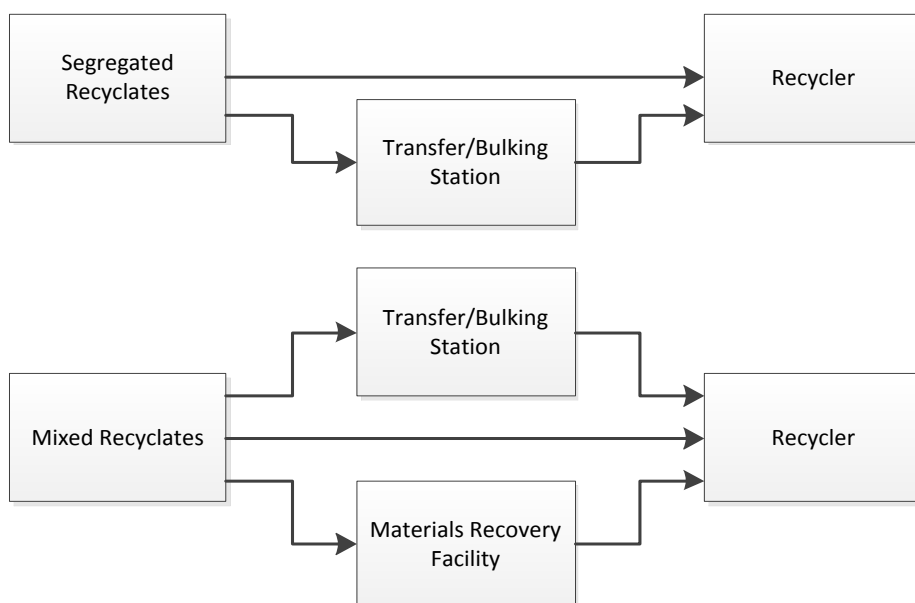 Segregated
Recyclates
Recycler
Transfer/Bulking
Station
Transfer/Bulking
Station
Mixed Recyclates
Recycler
Materials Recovery
Facility